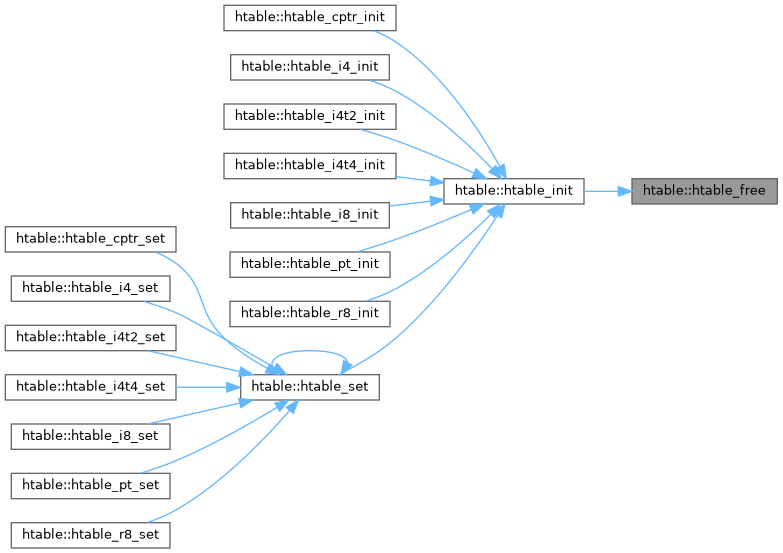 htable::htable_cptr_init
htable::htable_i4_init
htable::htable_i4t2_init
htable::htable_i4t4_init
htable::htable_init
htable::htable_free
htable::htable_i8_init
htable::htable_cptr_set
htable::htable_pt_init
htable::htable_i4_set
htable::htable_r8_init
htable::htable_i4t2_set
htable::htable_i4t4_set
htable::htable_set
htable::htable_i8_set
htable::htable_pt_set
htable::htable_r8_set